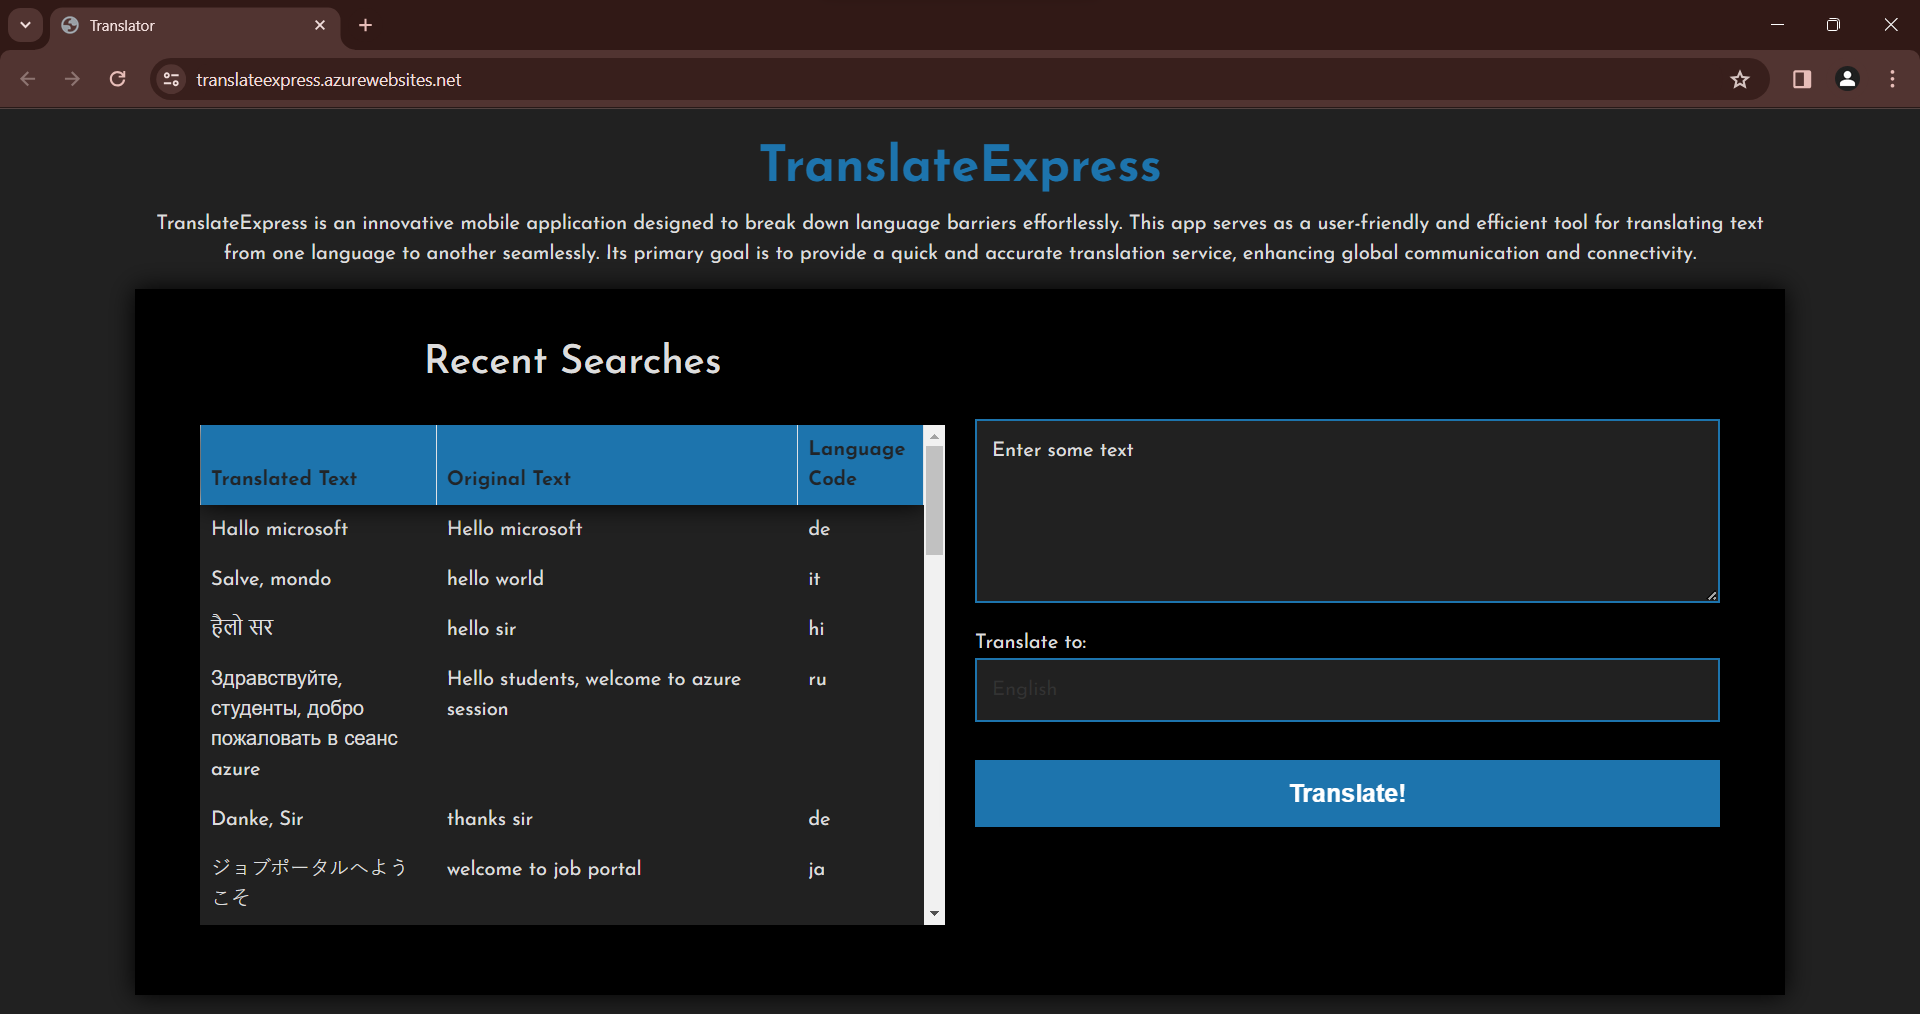 Translator
translateexpress.azurewebsites.net
TranslateExpress
TranslateExpress is an innovative mobile application designed to break down language barriers effortlessly. This app serves as a user-friendly and efficient tool for translating text
from one language to another seamlessly. Its primary goal is to provide a quick and accurate translation service, enhancing global communication and connectivity.
Recent Searches
Translated Text Original Text Language Code
Hallo microsoft Hello microsoft de
Salve, mondo hello world it
हैलो सर hello sir hi
Здравствуйте, Hello students, welcome to azure ru
студенты, добро session
пожаловать в сеанс
azure
Danke, Sir thanks sir de
ジョブポータルへよう welcome to job portal ja
こそ
Enter some text
Translate to:
English
Translate!